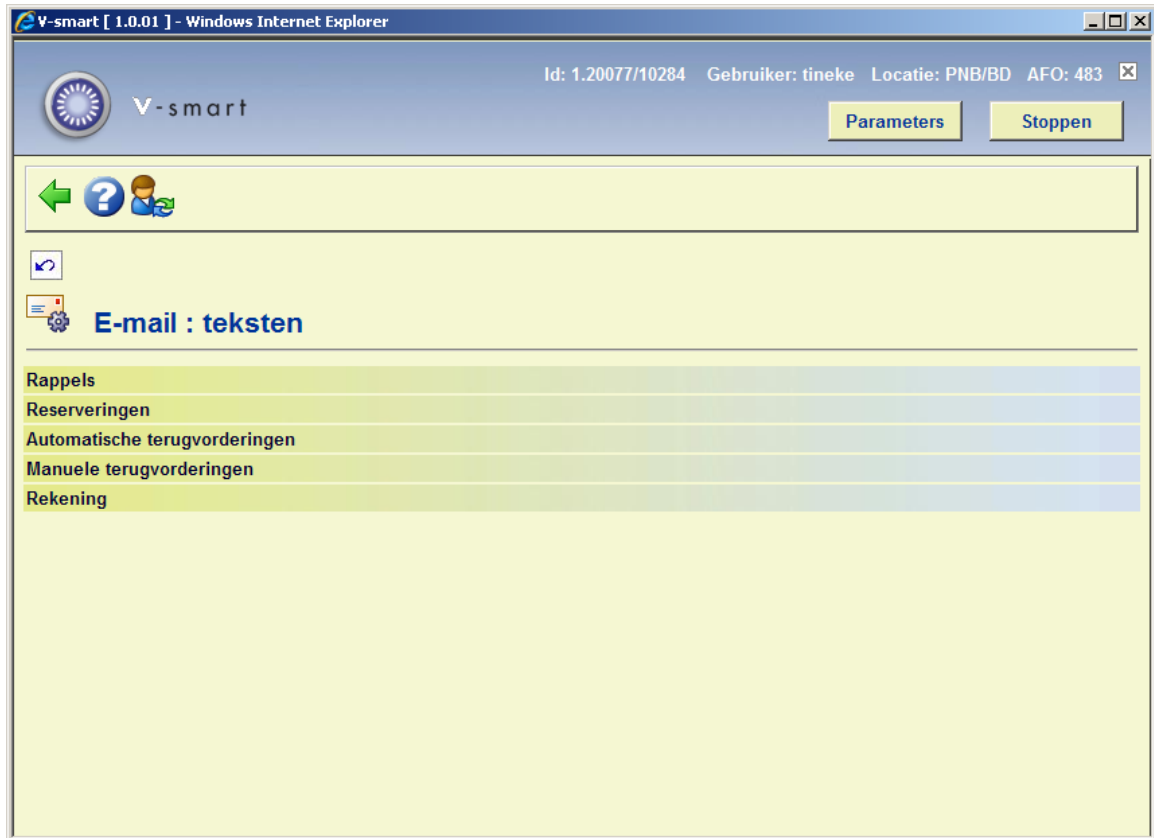 V-smart [ 1.0.01 ] - Windows Internet Explorer
Id: 1.20077/10284 Gebruiker: tineke Locatie: PNB/BD AFO: 483
V-smart
Parameters Stoppen
E-mail : teksten
Rappels
Reserveringen
Automatische terugvorderingen
Manuele terugvorderingen
Rekening